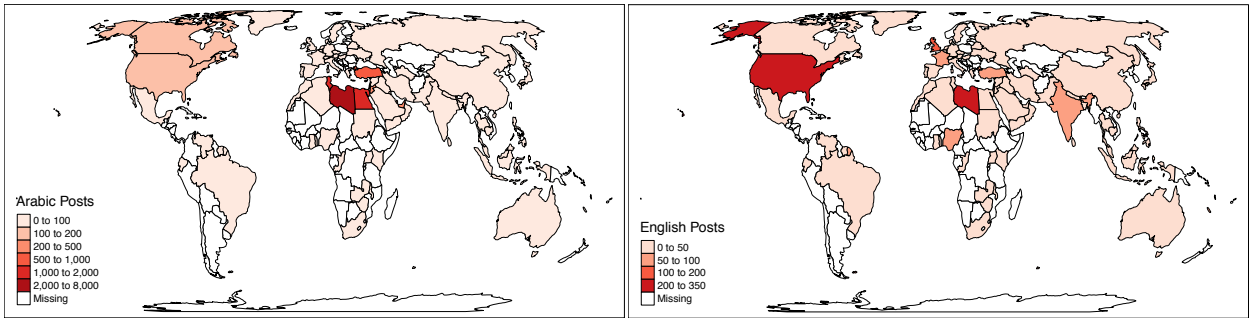 Arabic Posts
0 to 100
100 to 200
200 to 500
500 to 1,000
1,000 to 2,000
2,000 to 8,000
Missing
English Posts
0 to 50
50 to 100
100 to 200
200 to 350
Missing